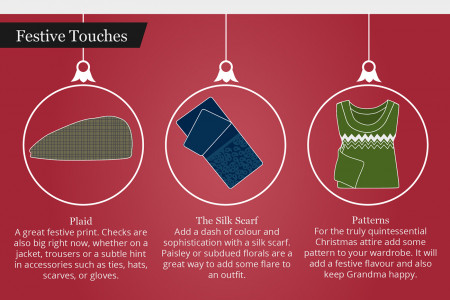 Festive Touches
Plaid
A great festive print. Checks are
also big right now, whether on a
jacket, trousers or a subtle hint
in accessories such as ties, hats,
scarves, or gloves.
The Silk Scarf
Add a dash of colour and
sophistication with a silk scarf.
Paisley or subdued florals are a
great way to add some flare to
an outfit.
Patterns
For the truly quintessential
Christmas attire add some
pattern to your wardrobe. It will
add a festive flavour and also
keep Grandma happy.